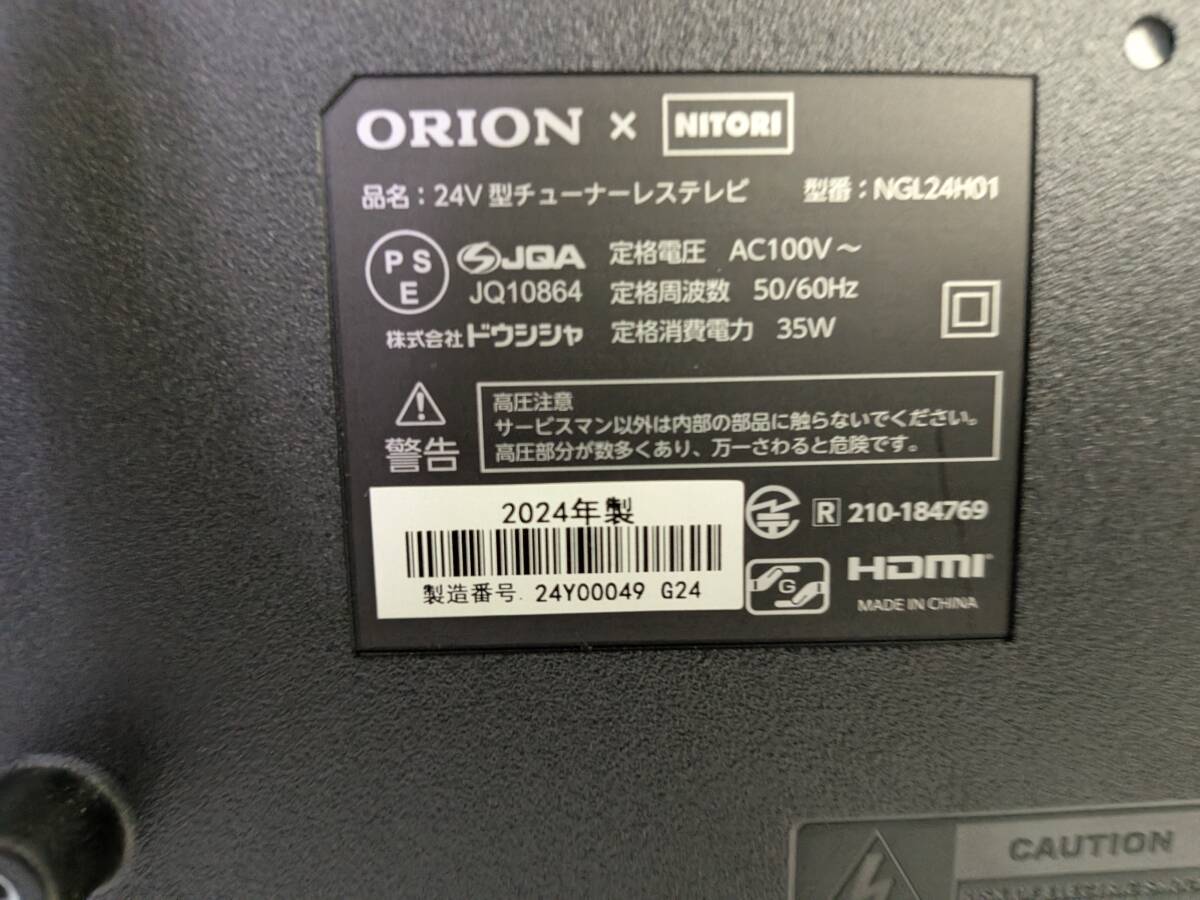 ORION × NITORI
品名：24V 型チューナーレステレビ 型番：NGL24H01
PS
E
JQA 定格電圧 AC100V～
JQ10864 定格周波数 50/60Hz
株式会社ドウシシャ 定格消費電力 35W
警告
高圧注意
サービスマン以外は内部の部品に触らないでください。
高圧部分が数多くあり、万一さわると危険です。
2024年製
製造番号. 24Y00049 G24
R 210-184769
G
HDMI
MADE IN CHINA
CAUTION